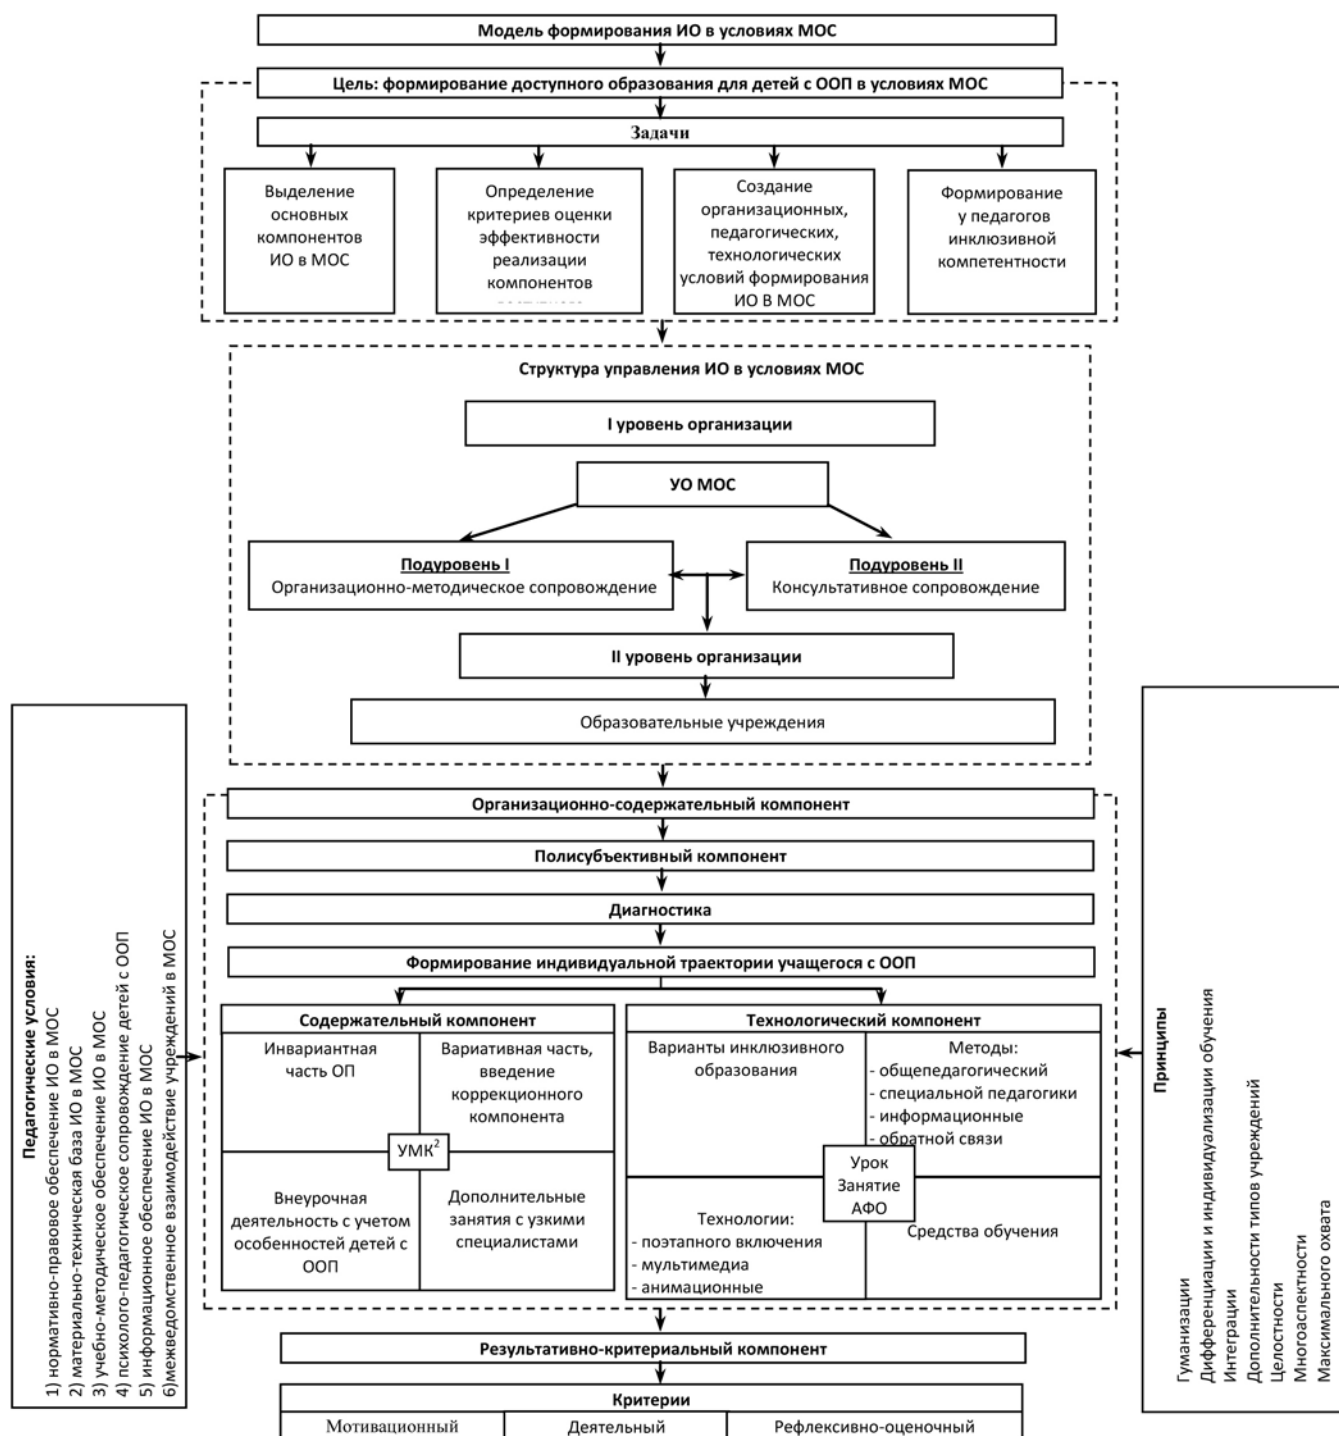 Модель формирования ИО в условиях МОС
Цель: формирование доступного образования для детей с ООП в условиях МОС
Задачи
Выделение
основных
компонентов
ИО в МОС
Определение
критериев оценки
эффективности
реализации
компонентов
Создание
организационных,
педагогических,
технологических
условий формирования
ИО В МОС
Формирование
у педагогов
инклюзивной
компетентности
Структура управления ИО в условиях МОС
I уровень организации
УО МОС
Подуровень I
Организационно-методическое сопровождение
Подуровень II
Консультативное сопровождение
II уровень организации
Образовательные учреждения
Педагогические условия:
1) нормативно-правовое обеспечение ИО в МОС
2) материально-техническая база ИО в МОС
3) учебно-методическое обеспечение ИО в МОС
4) психолого-педагогическое сопровождение детей с ООП
5) информационное обеспечение ИО в МОС
6)межведомственное взаимодействие учреждений в МОС
Организационно-содержательный компонент
Полисубъективный компонент
Диагностика
Формирование индивидуальной траектории учащегося с ООП
Содержательный компонент
Инвариантная
часть ОП
Вариативная часть,
введение
коррекционного
компонента
УМК²
Внеурочная
деятельность с учетом
особенностей детей с
ООП
Дополнительные
занятия с узкими
специалистами
Технологический компонент
Варианты инклюзивного
образования
Методы:
- общепедагогический
- специальной педагогики
- информационные
- обратной связи
Урок
Занятие
АФО
Технологии:
- поэтапного включения
- мультимедиа
- анимационные
Средства обучения
Принципы
Гуманизации
Дифференциации и индивидуализации обучения
Интеграции
Дополнительности типов учреждений
Целостности
Многоаспектности
Максимального охвата
Результативно-критериальный компонент
Критерии
Мотивационный
Деятельный
Рефлексивно-оценочный